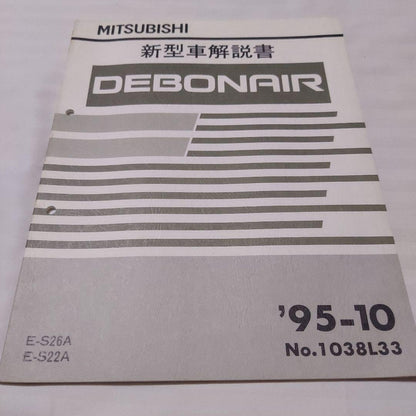 MITSUBISHI
新型車解説書
DEBONAIR
'95-10
No.1038L33
E-S26A
E-S22A